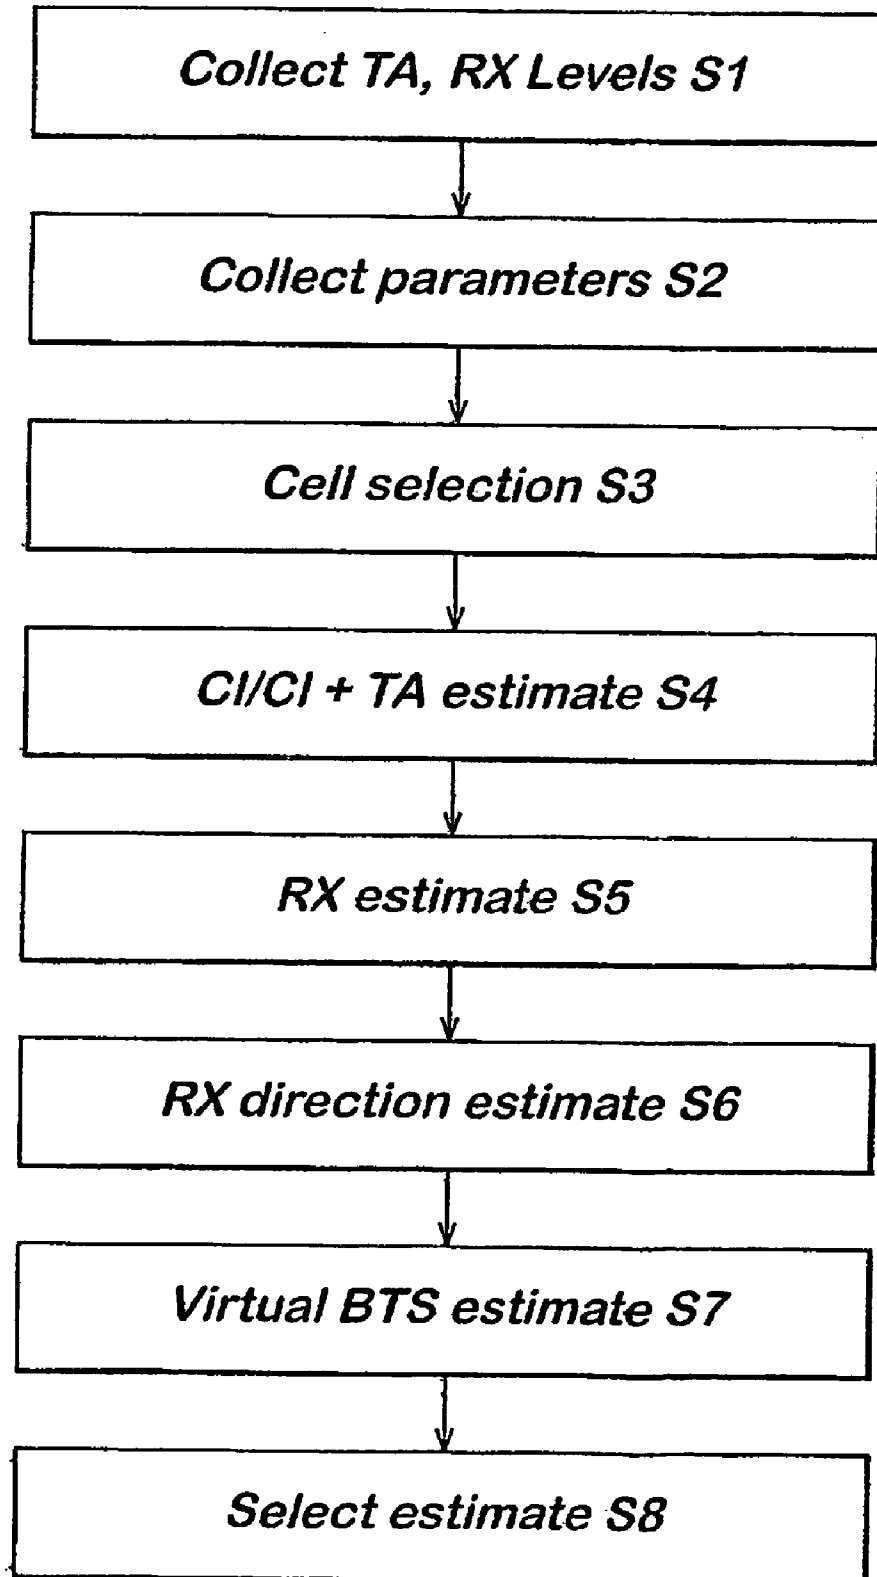 Collect TA, RX Levels S1
Collect parameters S2
Cell selection S3
CI/CI + TA estimate S4
RX estimate S5
RX direction estimate S6
Virtual BTS estimate S7
Select estimate S8